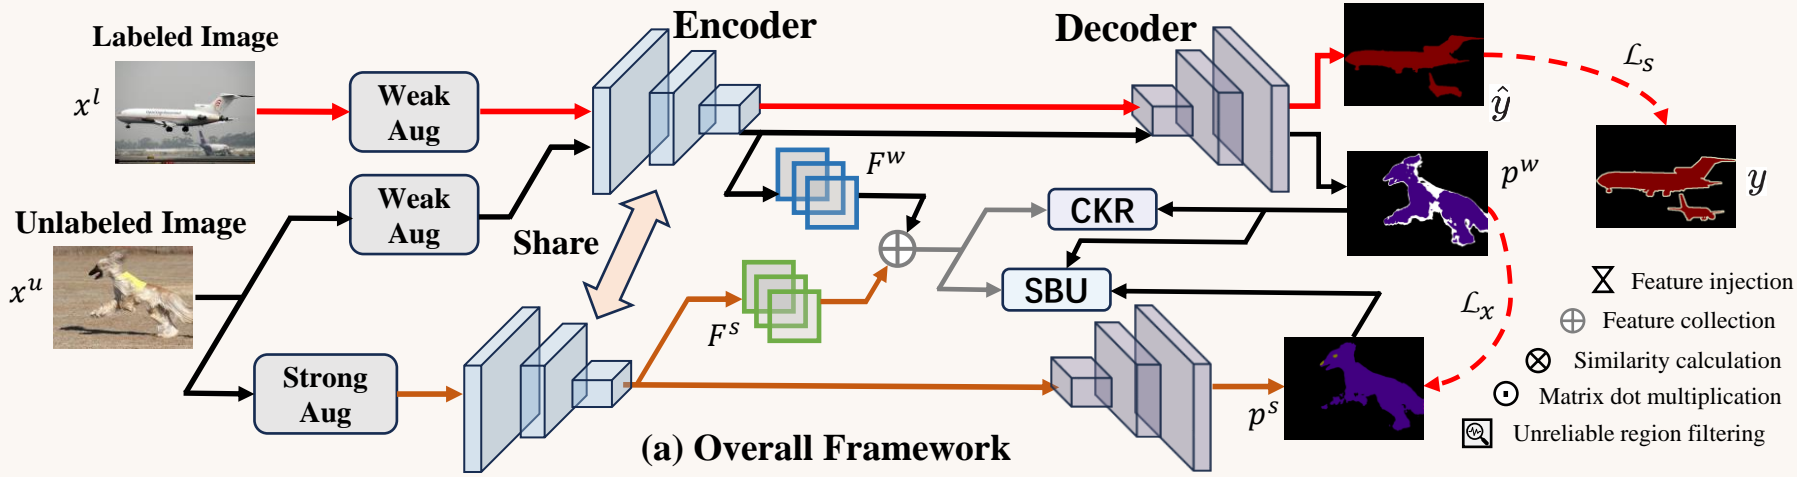 Labeled Image
x^l
Weak
Aug
Encoder
Decoder
ŷ
ℒ_s
y
Unlabeled Image
x^u
Weak
Aug
Share
F^w
F^s
CKR
SBU
p^w
ℒ_x
Strong
Aug
p^s
Feature injection
Feature collection
Similarity calculation
Matrix dot multiplication
Unreliable region filtering
(a) Overall Framework